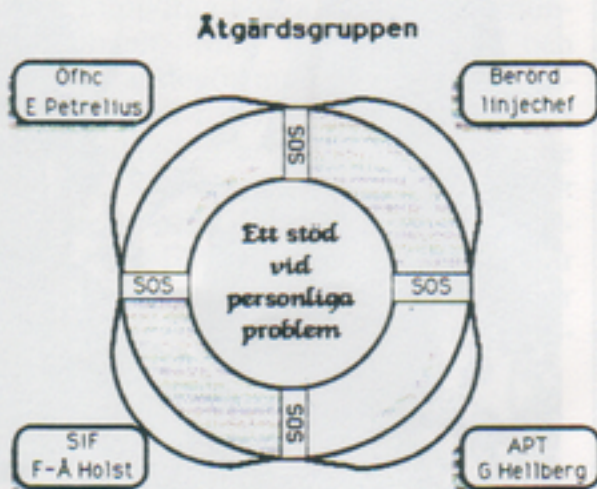 Åtgärdsgruppen
Öfhc
E Petrelius
Berörd
linjechef
SOS
Ett stöd
vid
personliga
problem
SOS
SOS
SOS
SIF
F-Å Holst
APT
G Hellberg